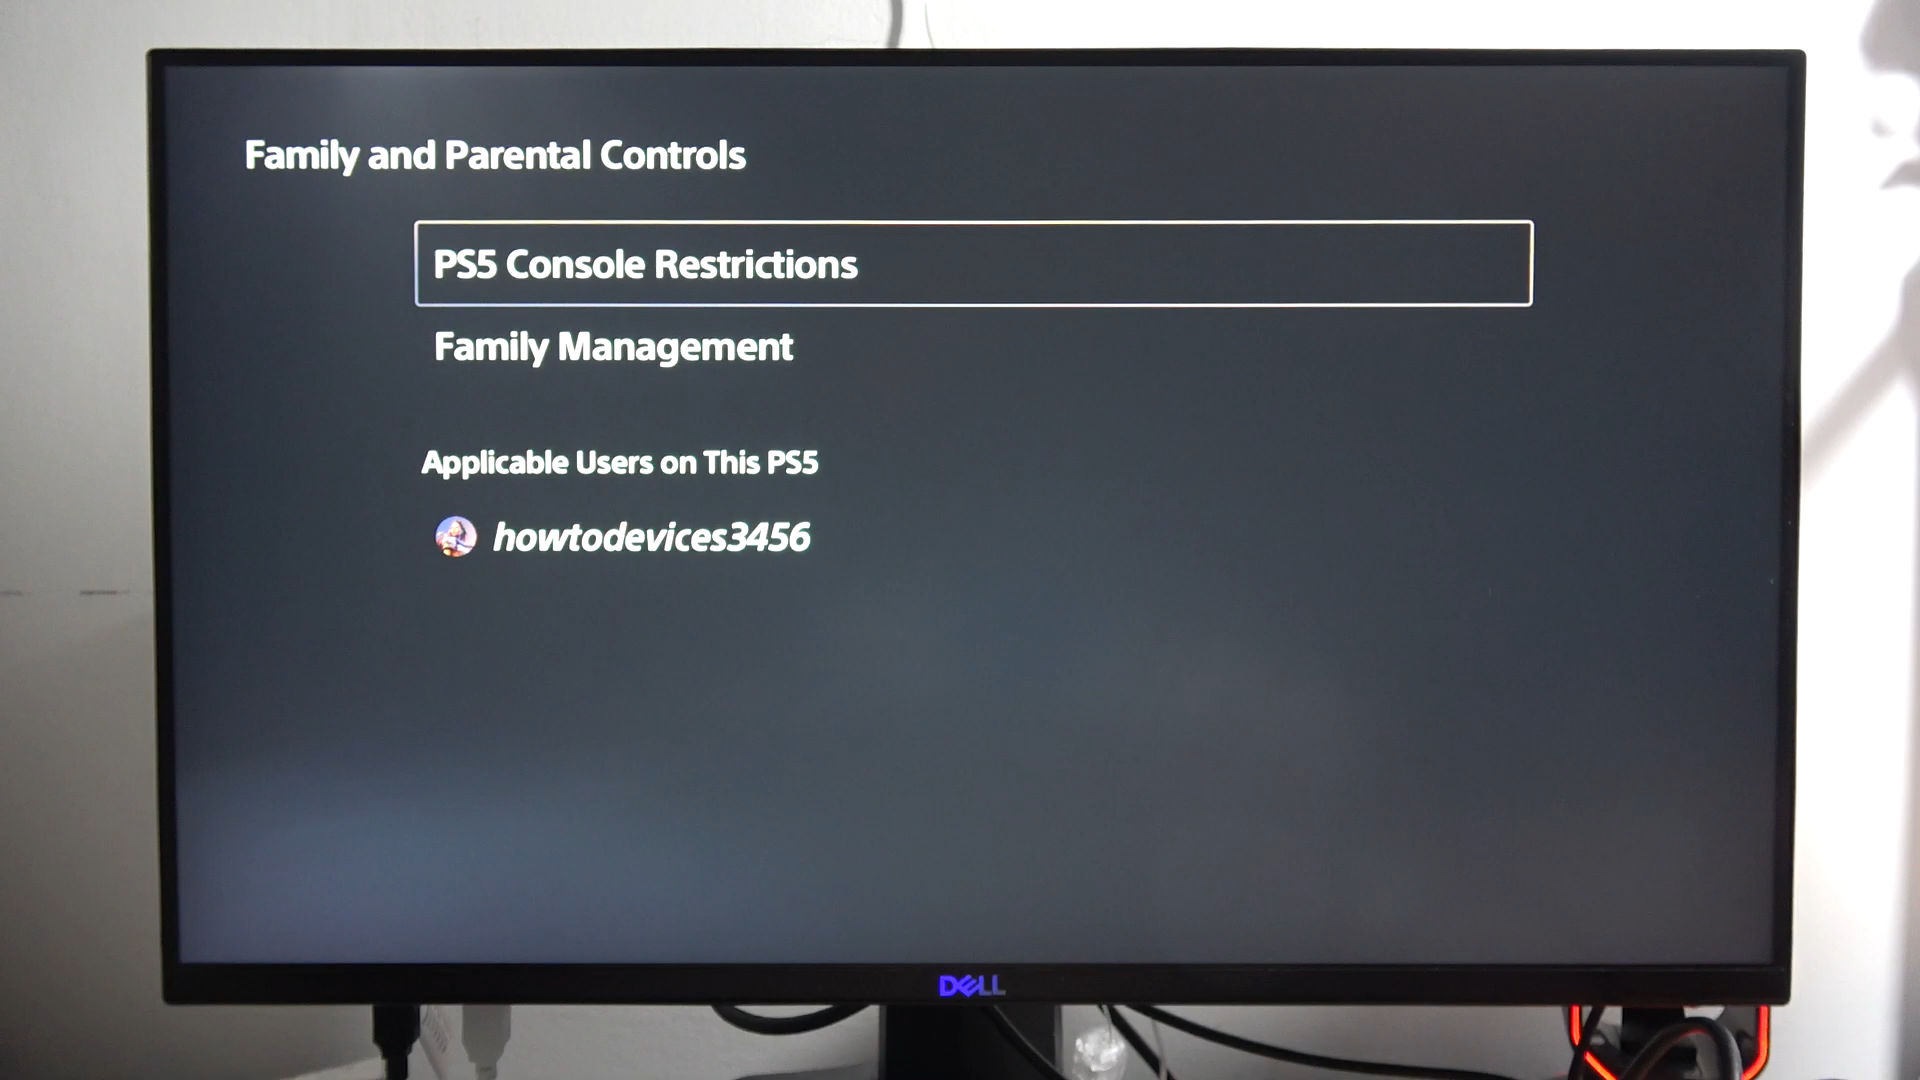 Family and Parental Controls
PS5 Console Restrictions
Family Management
Applicable Users on This PS5
howtodevices3456
DELL